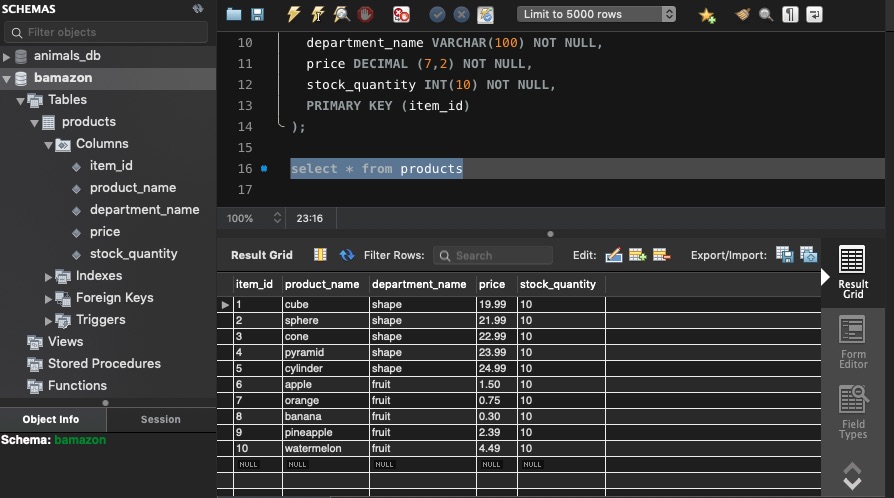 SCHEMAS
Filter objects
animals_db
bamazon
Tables
products
Columns
item_id
product_name
department_name
price
stock_quantity
Indexes
Foreign Keys
Triggers
Views
Stored Procedures
Functions
Object Info Session
Schema: bamazon
Limit to 5000 rows
10 department_name VARCHAR(100) NOT NULL,
11 price DECIMAL (7,2) NOT NULL,
12 stock_quantity INT(10) NOT NULL,
13 PRIMARY KEY (item_id)
14 );
15
16 select * from products
17
100% 23:16
Result Grid Filter Rows: Search Edit: Export/Import:
item_id product_name department_name price stock_quantity
1 cube shape 19.99 10
2 sphere shape 21.99 10
3 cone shape 22.99 10
4 pyramid shape 23.99 10
5 cylinder shape 24.99 10
6 apple fruit 1.50 10
7 orange fruit 0.75 10
8 banana fruit 0.30 10
9 pineapple fruit 2.39 10
10 watermelon fruit 4.49 10
NULL NULL NULL NULL NULL
Result
Grid
Form
Editor
Field
Types